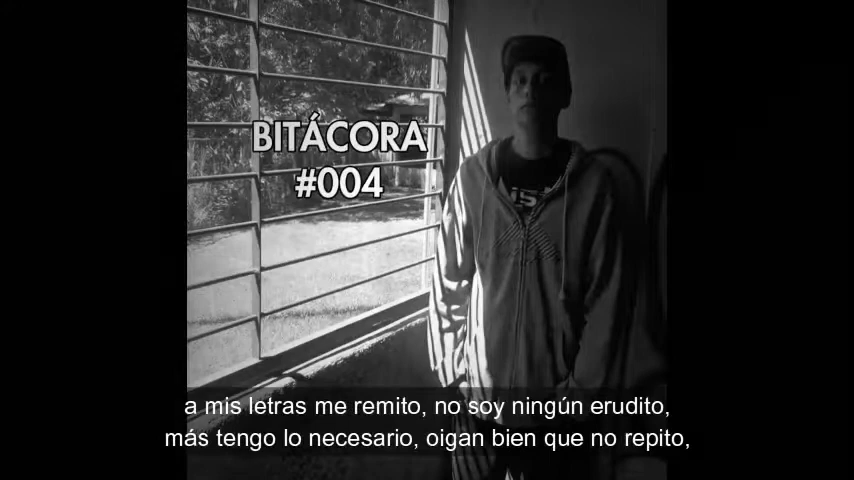 BITÁCORA
#004
a mis letras me remito, no soy ningún erudito,
más tengo lo necesario, oigan bien que no repito,